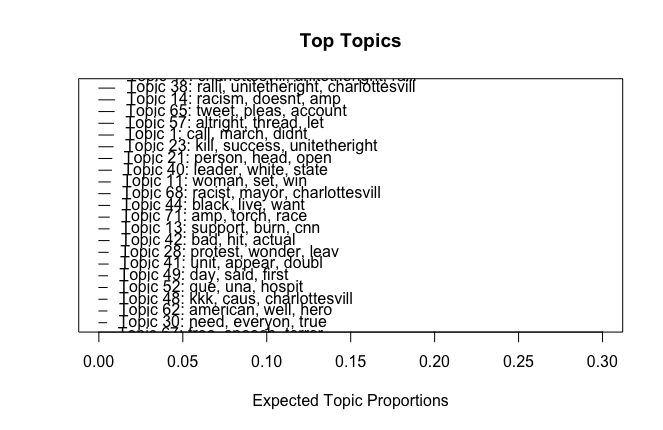 Top Topics
Topic 38: ralli, unitetheright, charlottesvill
Topic 14: racism, doesnt, amp
Topic 65: tweet, pleas, account
Topic 57: altright, thread, let
Topic 1: call, march, didnt
Topic 23: kill, success, unitetheright
Topic 21: person, head, open
Topic 40: leader, white, state
Topic 11: woman, set, win
Topic 68: racist, mayor, charlottesvill
Topic 44: black, live, want
Topic 71: amp, torch, race
Topic 13: support, burn, cnn
Topic 42: bad, hit, actual
Topic 28: protest, wonder, leav
Topic 41: unit, appear, doubl
Topic 49: day, said, first
Topic 52: que, una, hospit
Topic 48: kkk, caus, charlottesvill
Topic 62: american, well, hero
Topic 30: need, everyon, true
0.00 0.05 0.10 0.15 0.20 0.25 0.30
Expected Topic Proportions